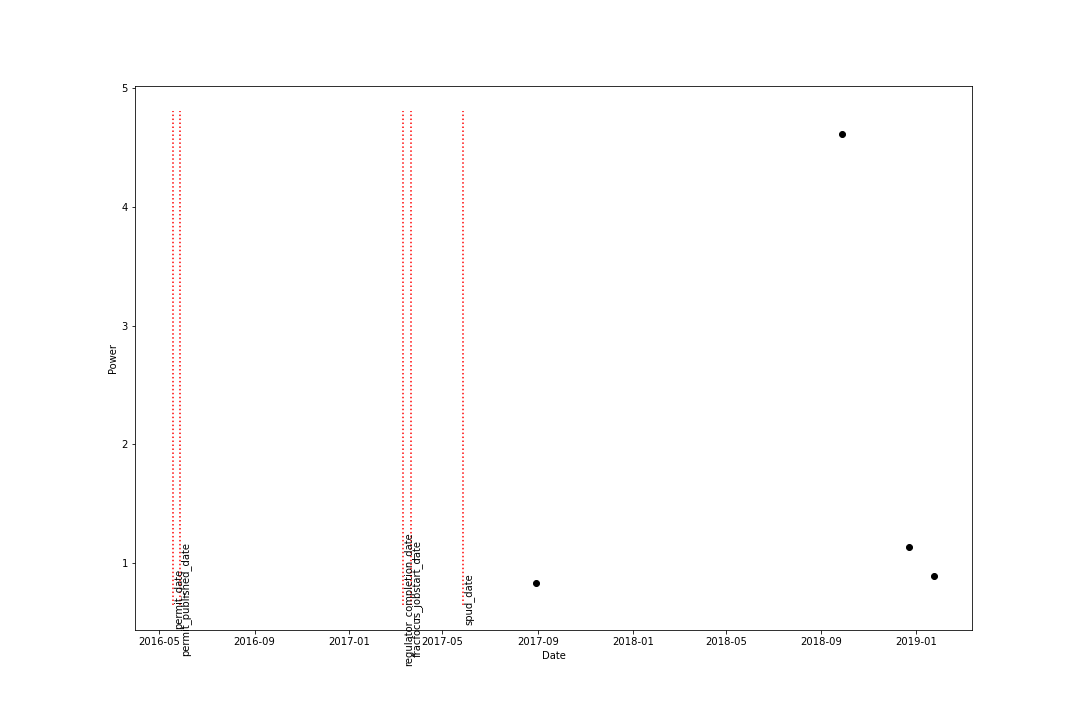 5
4
3
2
1
Power
permit_date
permit_published_date
regulator_completion_date
fracfocus_jobstart_date
spud_date
2016-05
2016-09
2017-01
2017-05
2017-09
2018-01
2018-05
2018-09
2019-01
Date